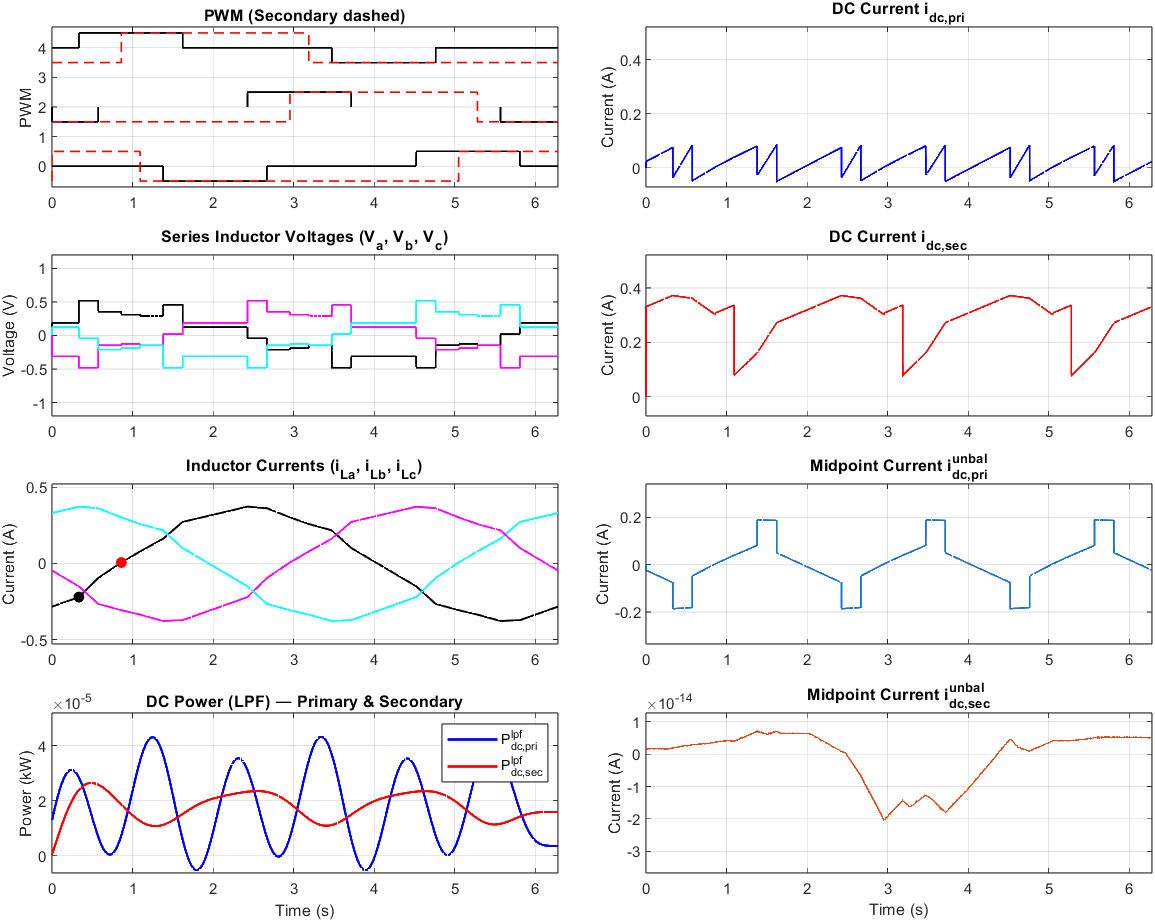 PWM (Secondary dashed)
4
3
2
1
0
PWM
0 1 2 3 4 5 6
DC Current i_dc,pri
0.4
0.2
0
Current (A)
0 1 2 3 4 5 6
Series Inductor Voltages (V_a, V_b, V_c)
1
0.5
0
-0.5
-1
Voltage (V)
0 1 2 3 4 5 6
DC Current i_dc,sec
0.4
0.2
0
Current (A)
0 1 2 3 4 5 6
Inductor Currents (i_La, i_Lb, i_Lc)
0.5
0
-0.5
Current (A)
0 1 2 3 4 5 6
Midpoint Current i^unbal_dc,pri
0.2
0
-0.2
Current (A)
0 1 2 3 4 5 6
DC Power (LPF) — Primary & Secondary
×10^-5
4
2
0
Power (kW)
P^lpf_dc,pri
P^lpf_dc,sec
0 1 2 3 4 5 6
Time (s)
Midpoint Current i^unbal_dc,sec
×10^-14
1
0
-1
-2
-3
Current (A)
0 1 2 3 4 5 6
Time (s)